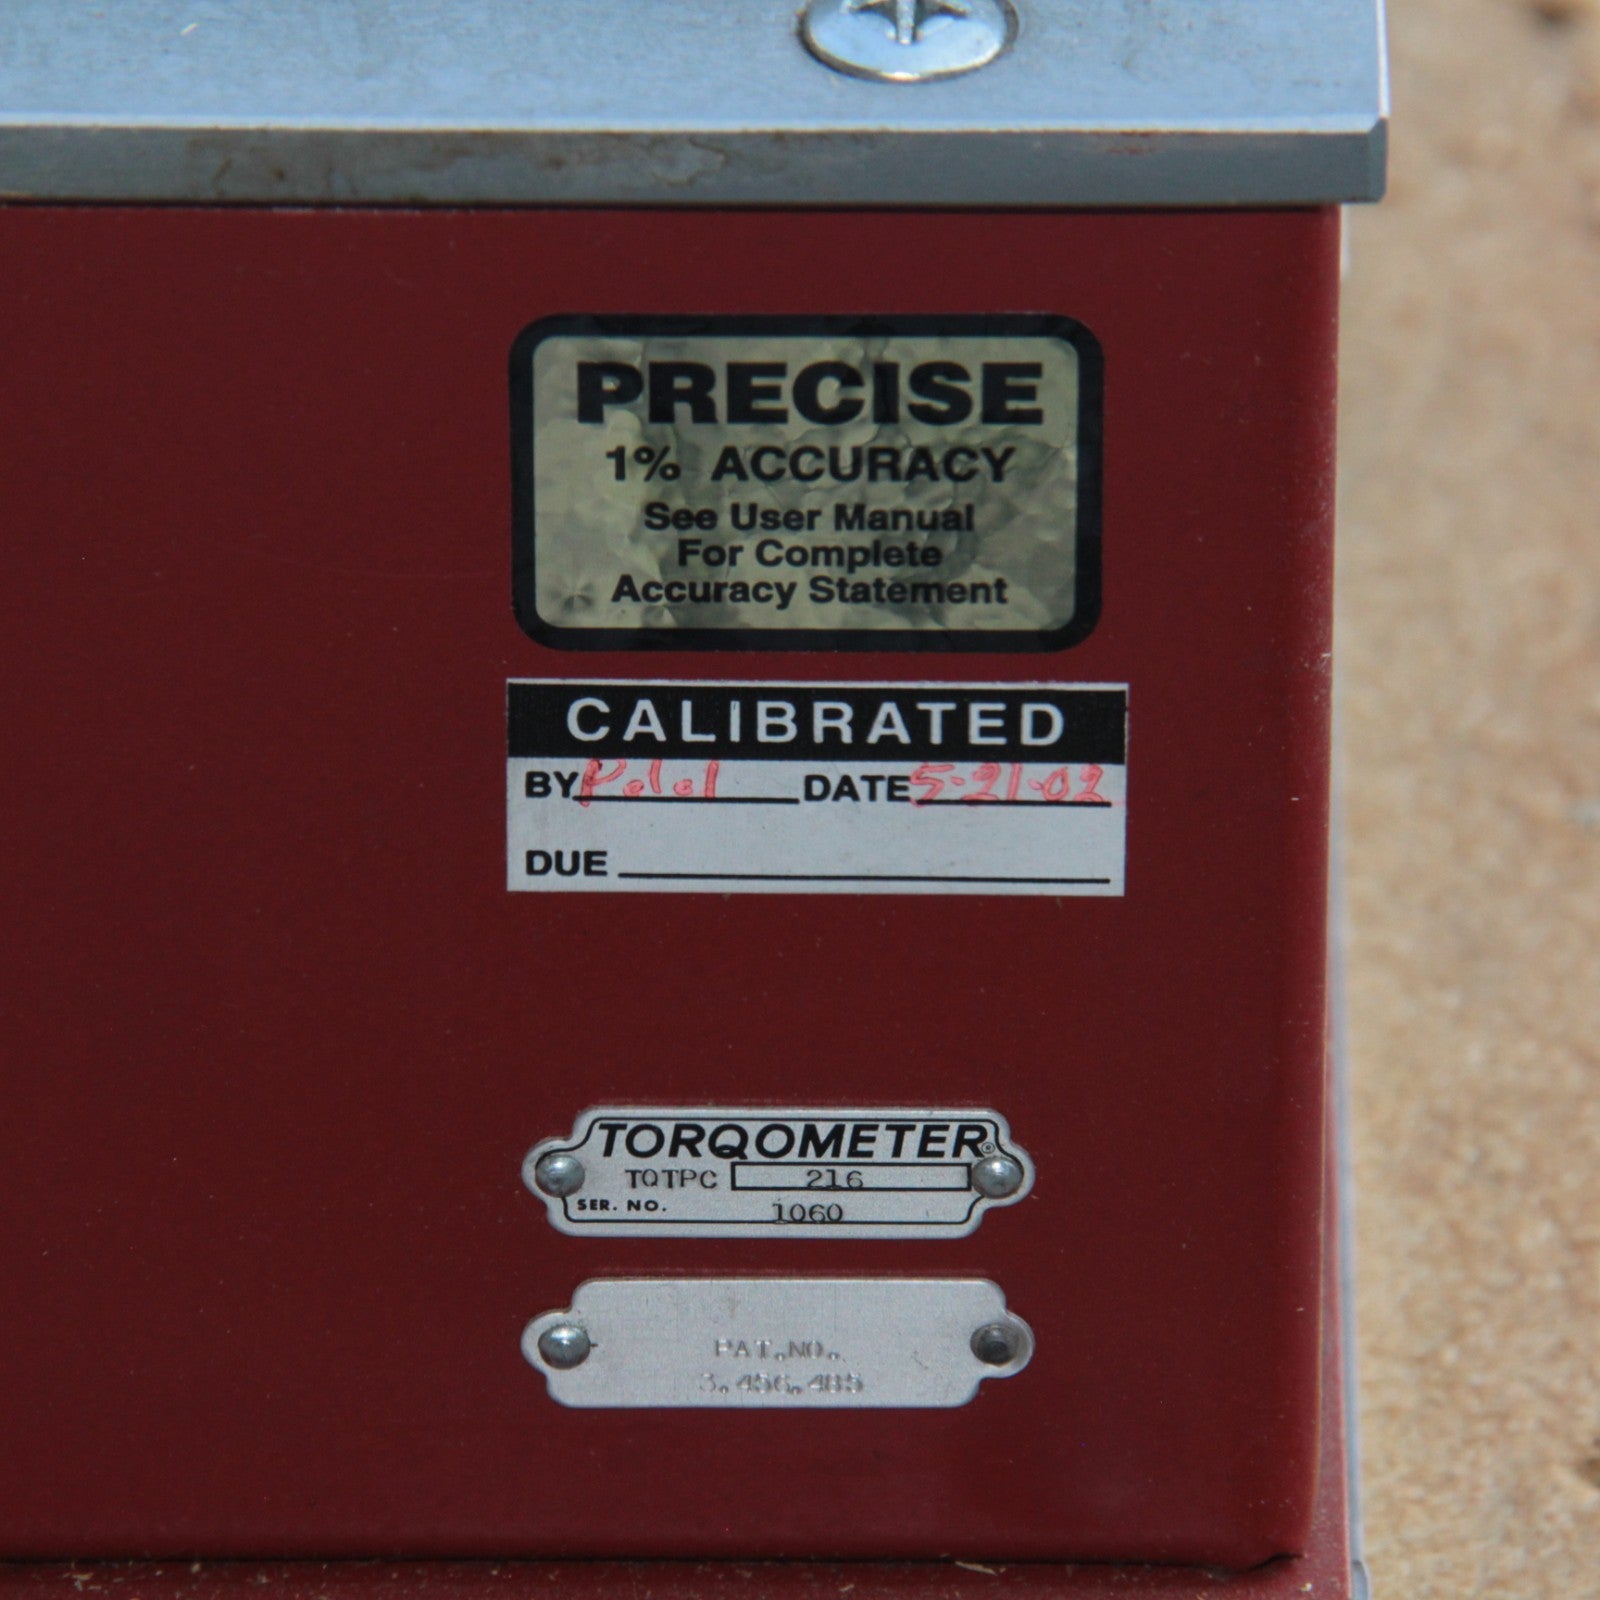 PRECISE
1% ACCURACY
See User Manual
For Complete
Accuracy Statement
CALIBRATED
BY DATE 5-21-02
DUE
TORQOMETER®
TQTPC 216
SER. NO. 1060
PAT.NO.
3,456,485